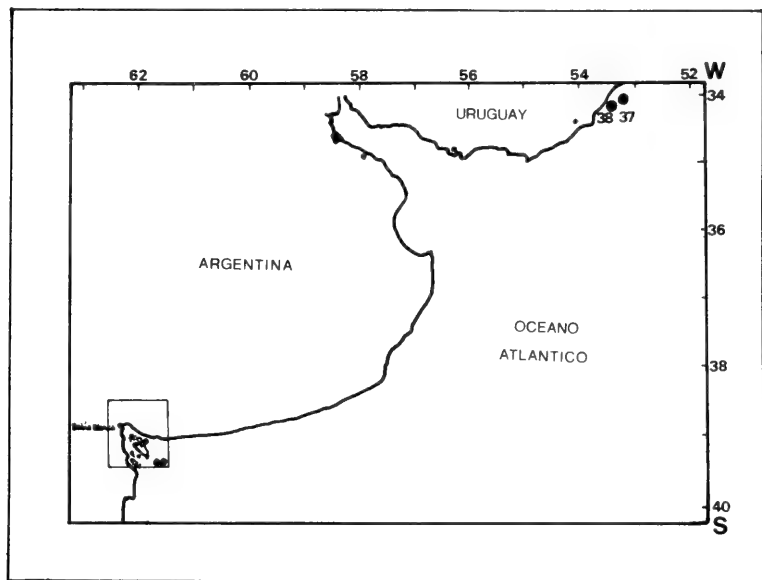 W
62 60 58 56 54 52
34
URUGUAY
38 37
36
ARGENTINA
OCEANO
ATLANTICO
38
40
S